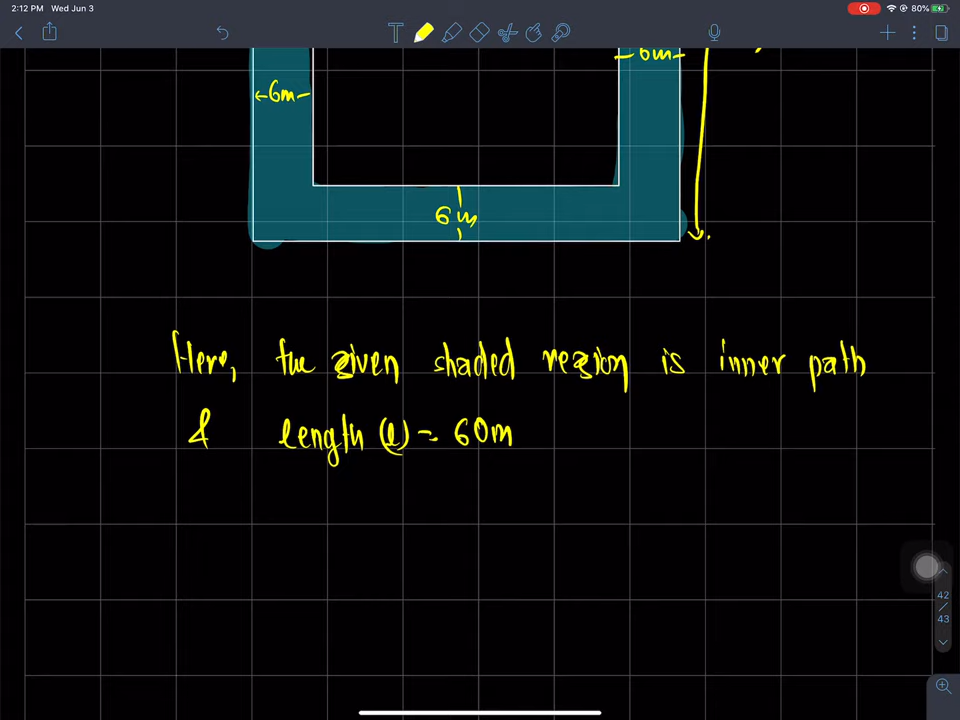 2:12 PM Wed Jun 3
80%
6m
6m
6m
Here, the given shaded region is inner path
& length (l) = 60m
42
/
43